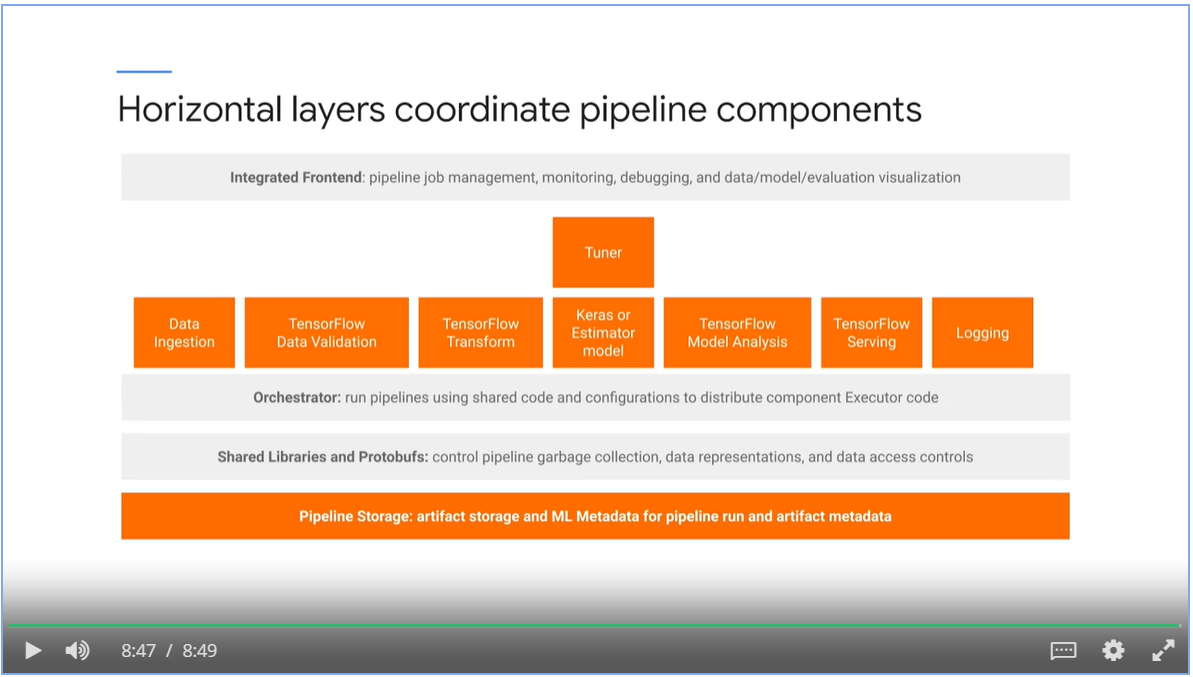 Horizontal layers coordinate pipeline components
Integrated Frontend: pipeline job management, monitoring, debugging, and data/model/evaluation visualization
Tuner
Data
Ingestion
TensorFlow
Data Validation
TensorFlow
Transform
Keras or
Estimator
model
TensorFlow
Model Analysis
TensorFlow
Serving
Logging
Orchestrator: run pipelines using shared code and configurations to distribute component Executor code
Shared Libraries and Protobufs: control pipeline garbage collection, data representations, and data access controls
Pipeline Storage: artifact storage and ML Metadata for pipeline run and artifact metadata
8:47 / 8:49